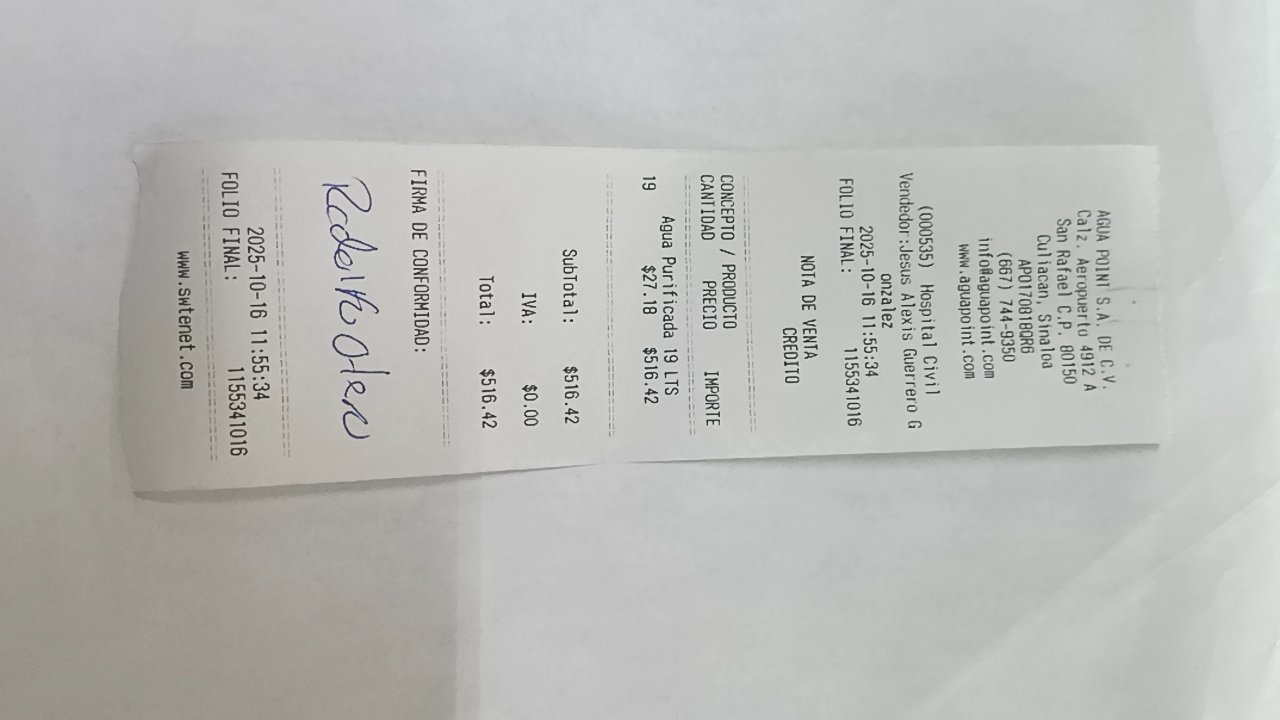 AGUA POINT S.A. DE C.V.
Calz. Aeropuerto 4912 A
San Rafael C.P. 80150
Culiacan, Sinaloa
APO170818QR6
(667) 744-9350
info@aguapoint.com
www.aguapoint.com
(000535) Hospital Civil
Vendedor:Jesus Alexis Guerrero G
onzalez
2025-10-16 11:55:34
FOLIO FINAL: 1155341016
NOTA DE VENTA
CREDITO
CONCEPTO / PRODUCTO
CANTIDAD PRECIO IMPORTE
Agua Purificada 19 LTS
19 $27.18 $516.42
SubTotal: $516.42
IVA: $0.00
Total: $516.42
FIRMA DE CONFORMIDAD:
2025-10-16 11:55:34
FOLIO FINAL: 1155341016
www.swtenet.com